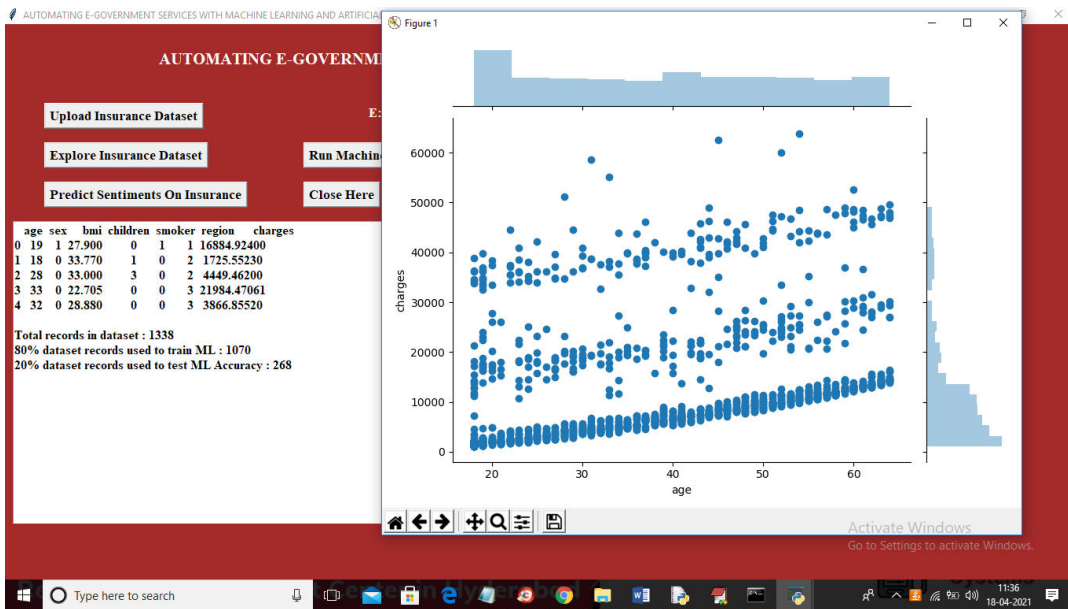 AUTOMATING E-GOVERNMENT SERVICES WITH MACHINE LEARNING AND ARTIFICIAL
AUTOMATING E-GOVERNM
E:
Upload Insurance Dataset
Explore Insurance Dataset
Run Machin
Predict Sentiments On Insurance
Close Here
age sex bmi children smoker region charges
0 19 1 27.900 0 1 1 16884.92400
1 18 0 33.770 1 0 2 1725.55230
2 28 0 33.000 3 0 2 4449.46200
3 33 0 22.705 0 0 3 21984.47061
4 32 0 28.880 0 0 3 3866.85520
Total records in dataset : 1338
80% dataset records used to train ML : 1070
20% dataset records used to test ML Accuracy : 268
Figure 1
60000
50000
40000
30000
20000
10000
0
charges
20 30 40 50 60
age
Activate Windows
Go to Settings to activate Windows.
Type here to search
11:36
18-04-2021